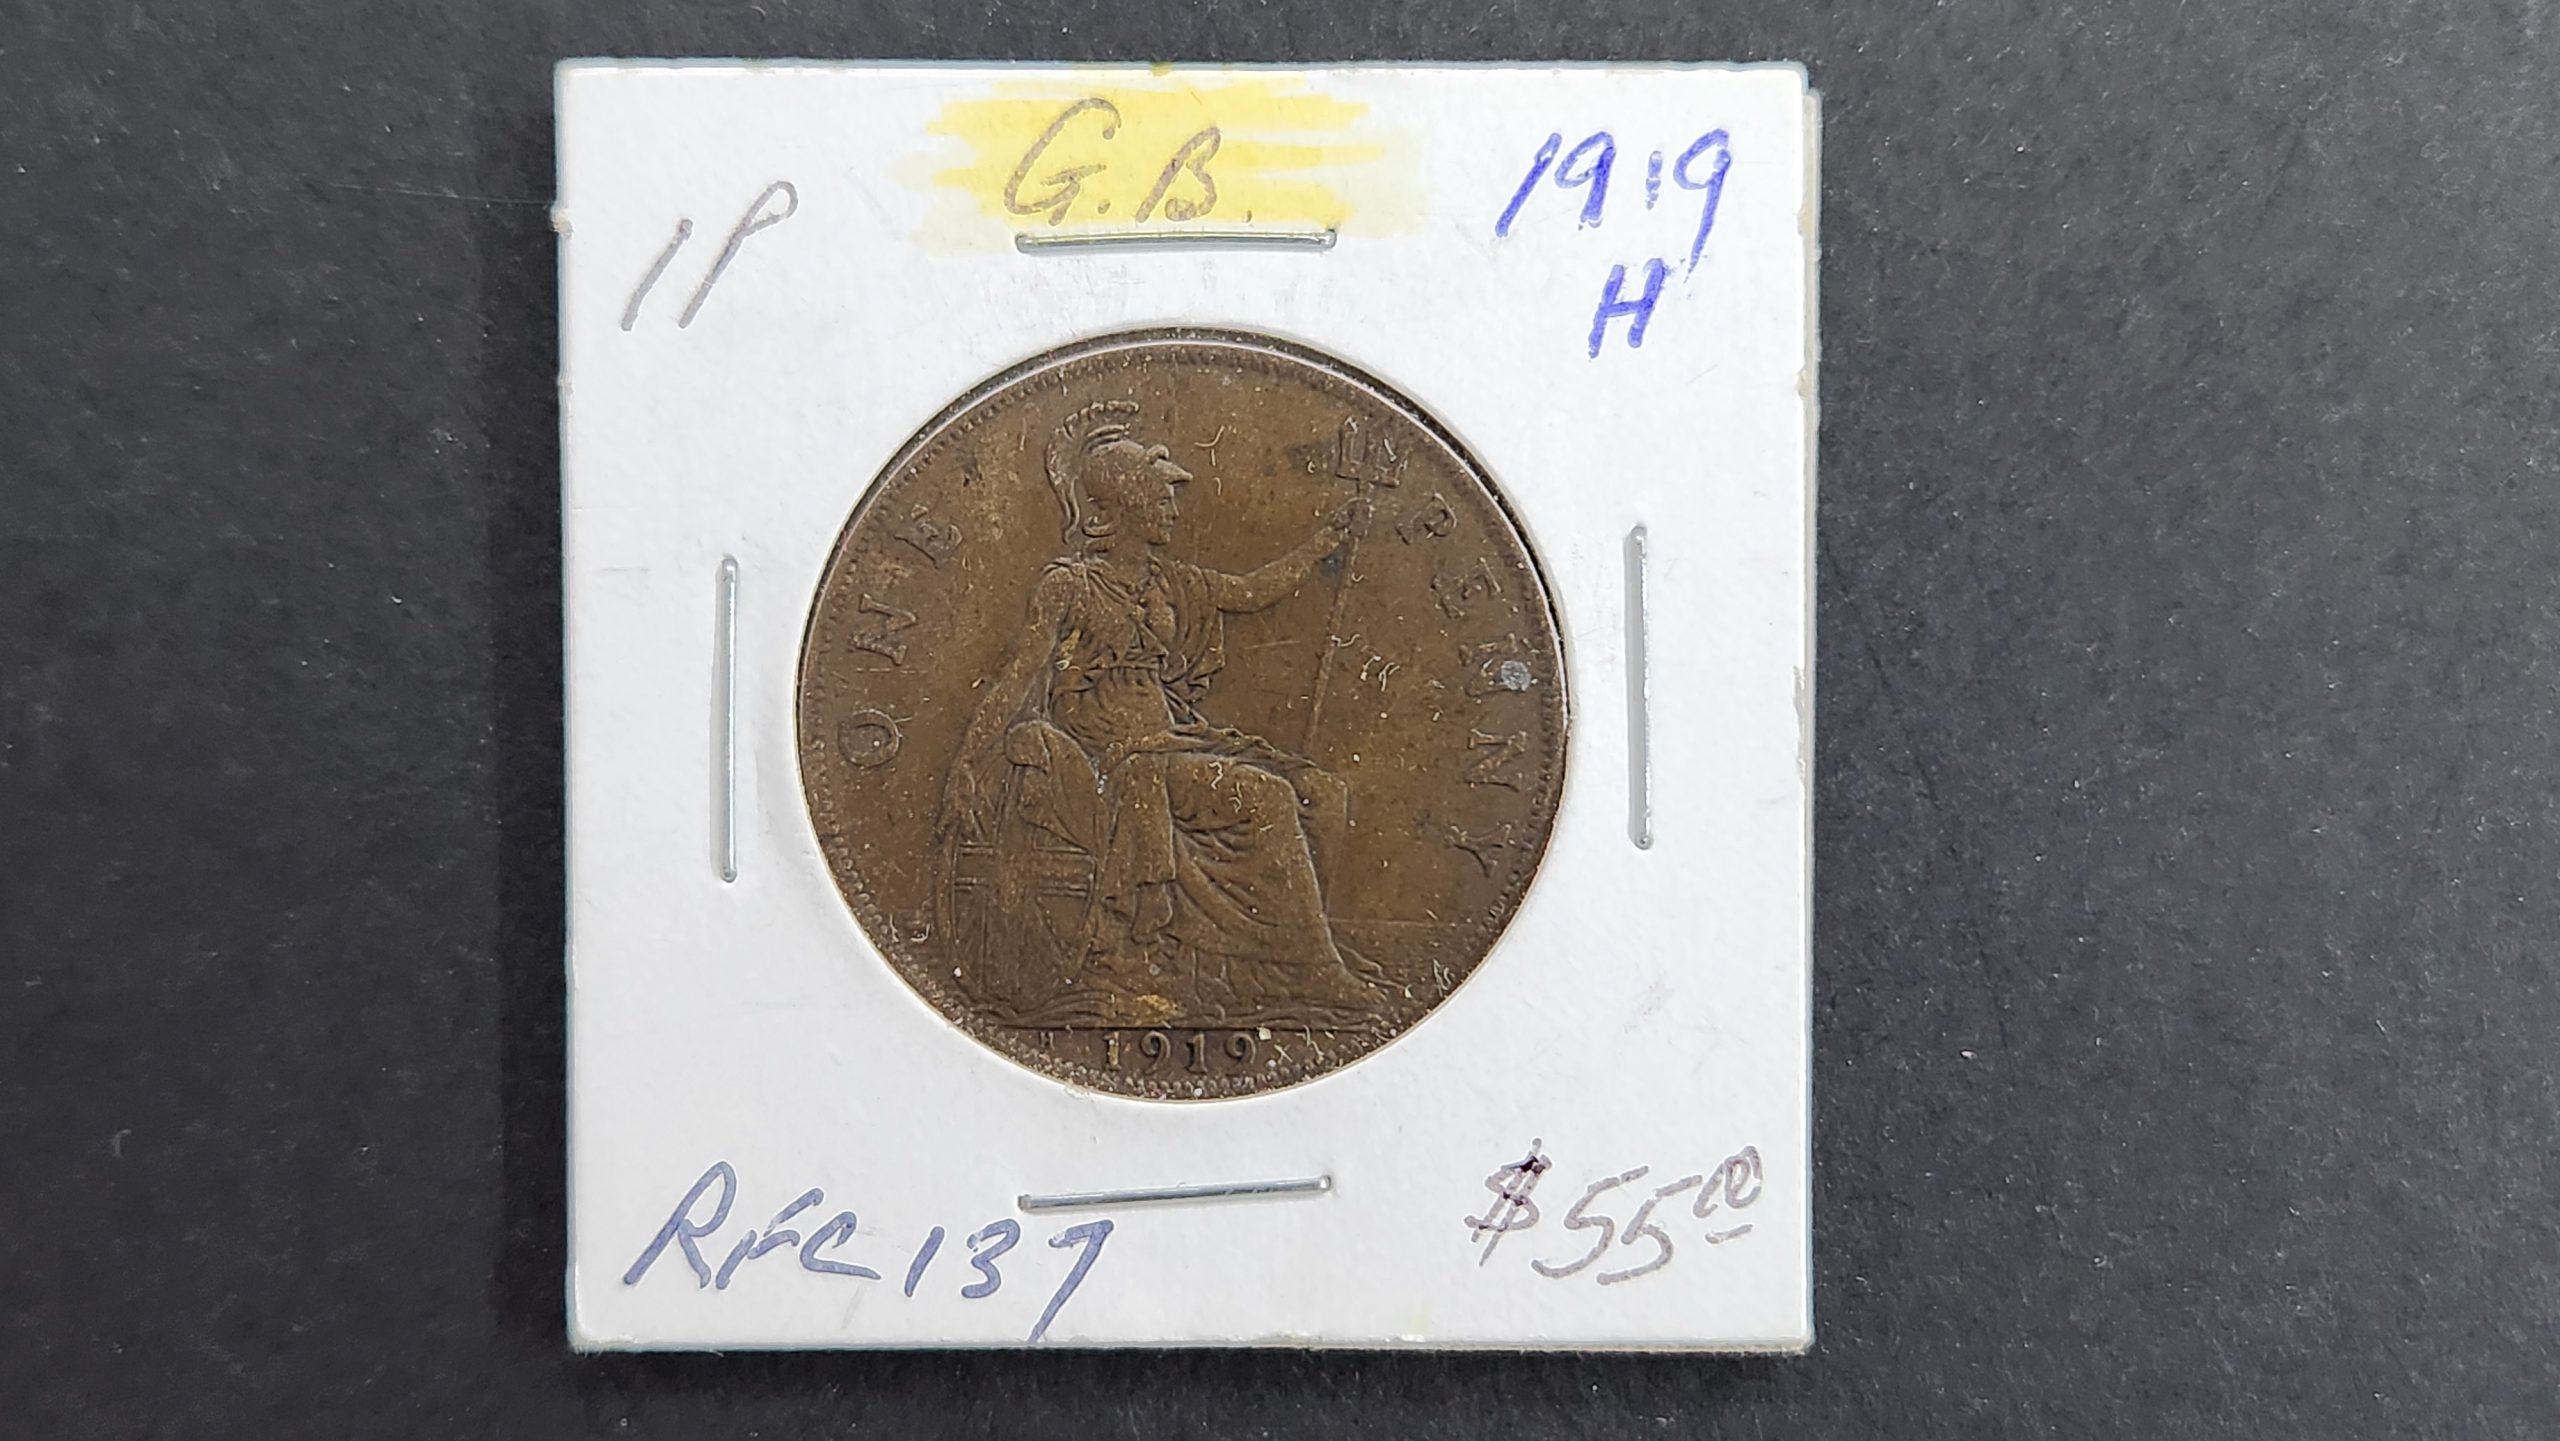 G.B.
1P
1919
H
ONE PENNY
H 1919
RFC 137
$55.00